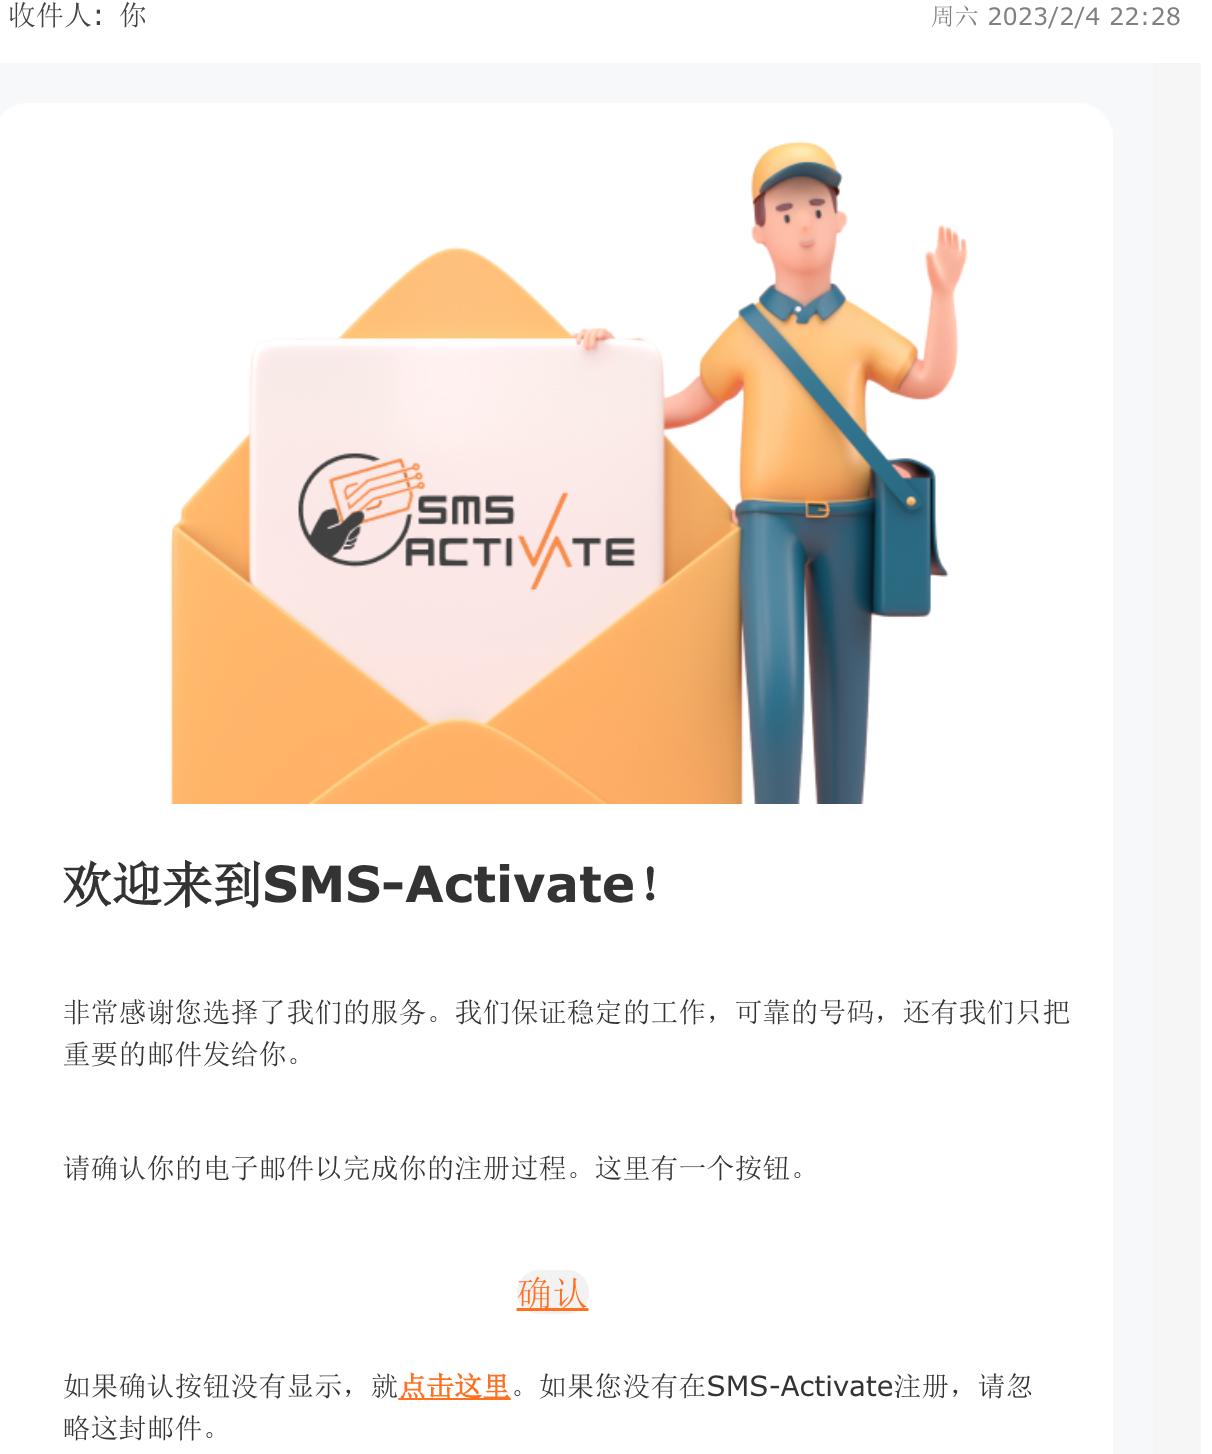 收件人: 你
周六 2023/2/4 22:28
SMS
ACTIVATE
欢迎来到SMS-Activate！
非常感谢您选择了我们的服务。我们保证稳定的工作，可靠的号码，还有我们只把
重要的邮件发给你。
请确认你的电子邮件以完成你的注册过程。这里有一个按钮。
确认
如果确认按钮没有显示，就点击这里。如果您没有在SMS-Activate注册，请忽
略这封邮件。